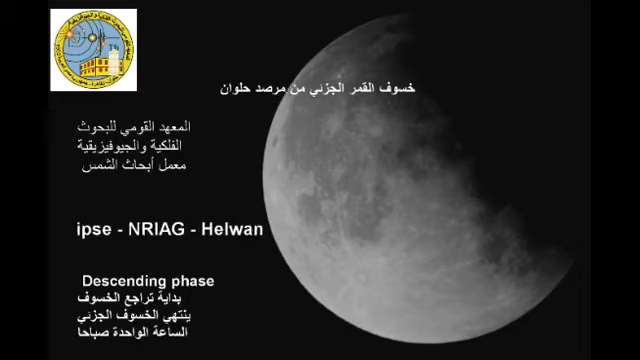 خسوف القمر الجزئي من مرصد حلوان
المعهد القومي للبحوث
الفلكية والجيوفيزيقية
معمل أبحاث الشمس
ipse - NRIAG - Helwan
Descending phase
بداية تراجع الخسوف
ينتهي الخسوف الجزئي
الساعة الواحدة صباحا